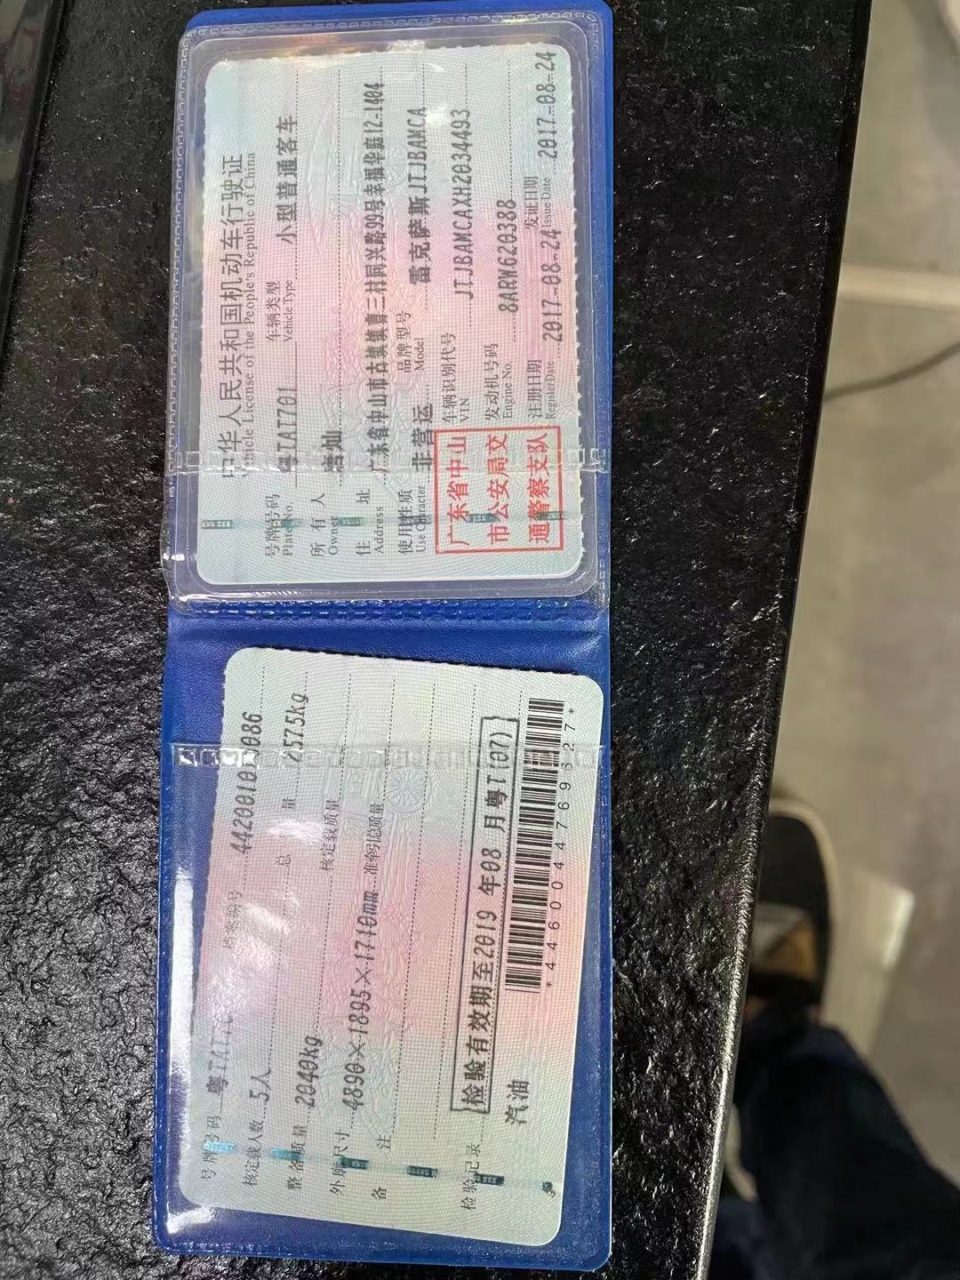 中华人民共和国机动车行驶证
Vehicle License of the People's Republic of China
号牌号码 粤TAT701 车辆类型 小型普通客车
Plate No. Vehicle Type
所有人
Owner
住址 广东省中山市古镇镇曹三村同兴路99号幸福华庭12-1404
Address
使用性质 非营运 品牌型号 雷克萨斯JTJBAMCA
Use Character Model
广东省中山
市公安局交
通警察支队
车辆识别代号 JTJBAMCAXH2034493
VIN
发动机号码 8ARW620388
Engine No.
注册日期 2017-08-24 发证日期 2017-08-24
Register Date Issue Date
号牌号码 档案编号
核定载人数 5人 总质量 2575kg
整备质量 2040kg 核定载质量
外廓尺寸 4890×1895×1710mm 准牵引总质量
备注
检验记录 检验有效期至2019年08月粤T(07)
汽油
*4460044769627*